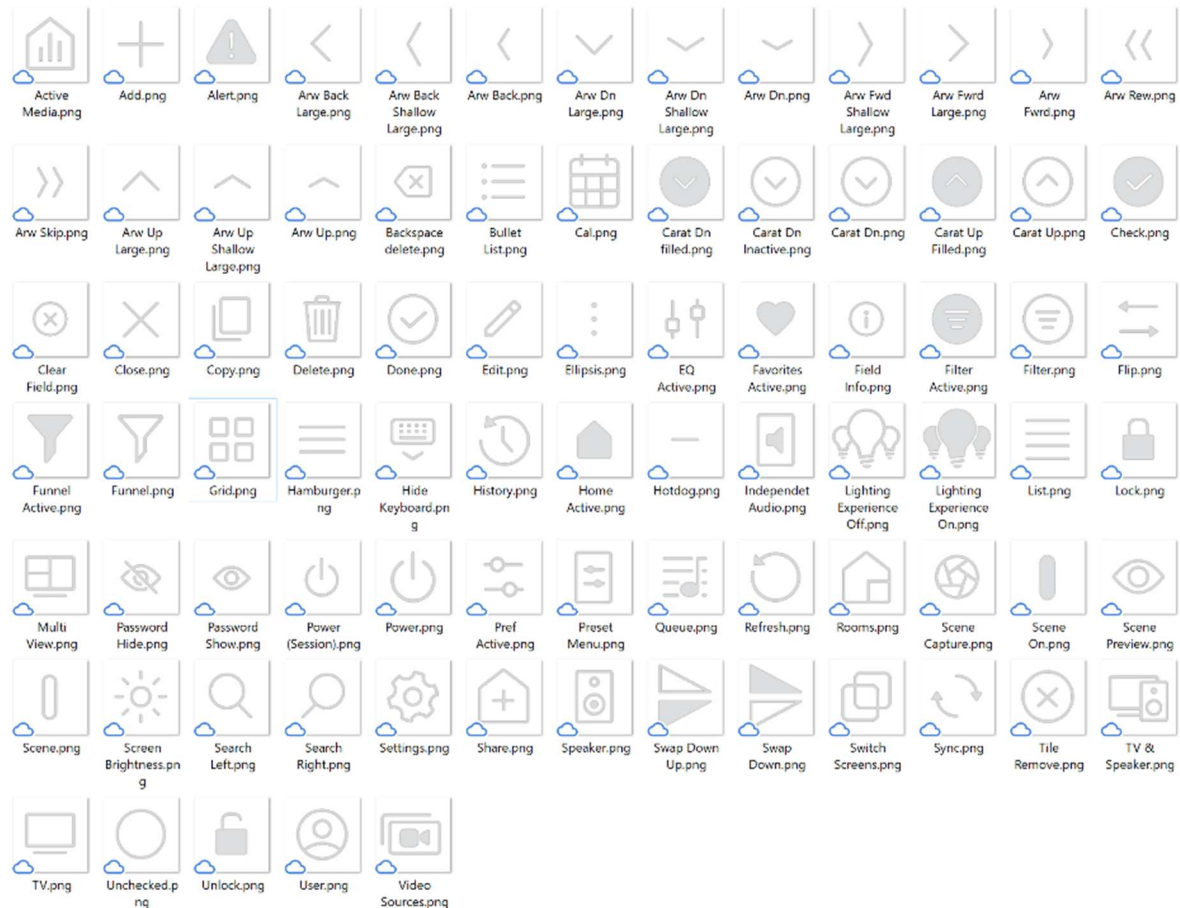 Active Media.png
Add.png
Alert.png
Arw Back Large.png
Arw Back Shallow Large.png
Arw Back.png
Arw Dn Large.png
Arw Dn Shallow Large.png
Arw Dn.png
Arw Fwd Shallow Large.png
Arw Fwrd Large.png
Arw Fwrd.png
Arw Rew.png
Arw Skip.png
Arw Up Large.png
Arw Up Shallow Large.png
Arw Up.png
Backspace delete.png
Bullet List.png
Cal.png
Carat Dn filled.png
Carat Dn Inactive.png
Carat Dn.png
Carat Up Filled.png
Carat Up.png
Check.png
Clear Field.png
Close.png
Copy.png
Delete.png
Done.png
Edit.png
Ellipsis.png
EQ Active.png
Favorites Active.png
Field Info.png
Filter Active.png
Filter.png
Flip.png
Funnel Active.png
Funnel.png
Grid.png
Hamburger.png
Hide Keyboard.png
History.png
Home Active.png
Hotdog.png
Independet Audio.png
Lighting Experience Off.png
Lighting Experience On.png
List.png
Lock.png
Multi View.png
Password Hide.png
Password Show.png
Power (Session).png
Power.png
Pref Active.png
Preset Menu.png
Queue.png
Refresh.png
Rooms.png
Scene Capture.png
Scene On.png
Scene Preview.png
Scene.png
Screen Brightness.png
Search Left.png
Search Right.png
Settings.png
Share.png
Speaker.png
Swap Down Up.png
Swap Down.png
Switch Screens.png
Sync.png
Tile Remove.png
TV & Speaker.png
TV.png
Unchecked.png
Unlock.png
User.png
Video Sources.png